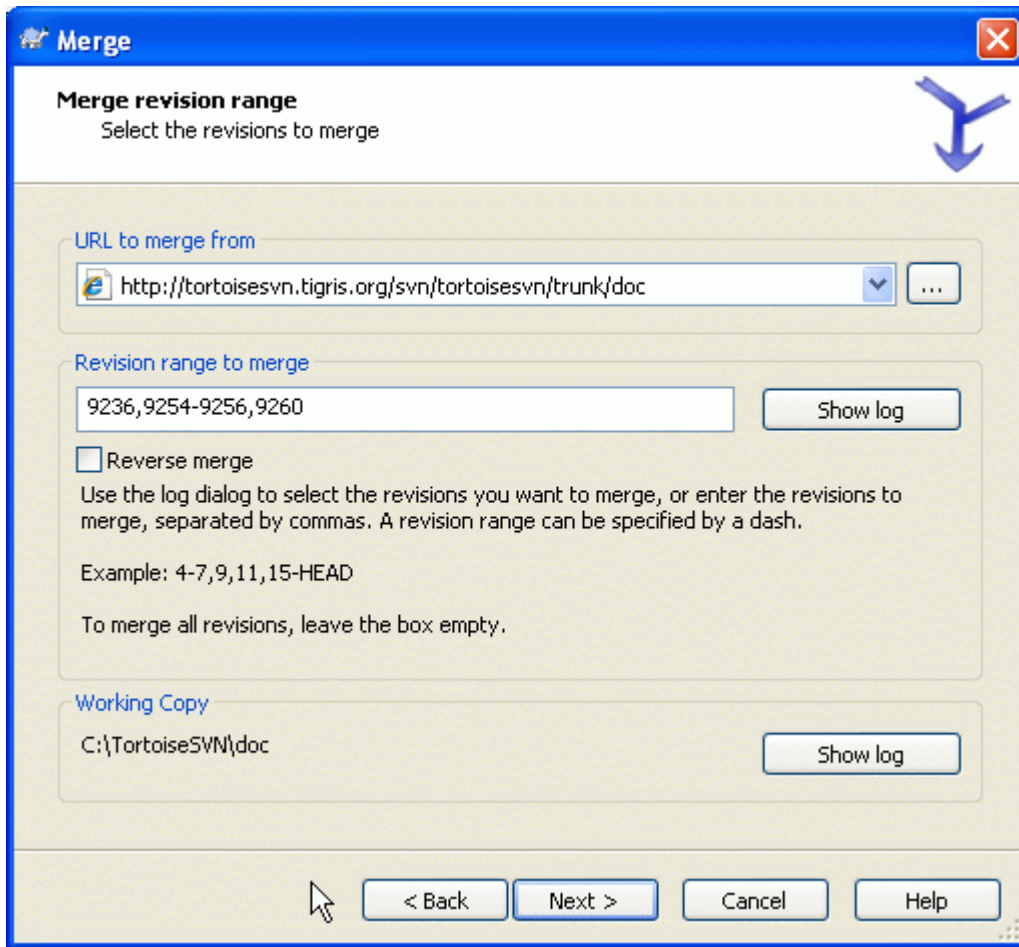 Merge
Merge revision range
Select the revisions to merge
URL to merge from
http://tortoisesvn.tigris.org/svn/tortoisesvn/trunk/doc
...
Revision range to merge
9236,9254-9256,9260
Show log
Reverse merge
Use the log dialog to select the revisions you want to merge, or enter the revisions to
merge, separated by commas. A revision range can be specified by a dash.
Example: 4-7,9,11,15-HEAD
To merge all revisions, leave the box empty.
Working Copy
C:\TortoiseSVN\doc
Show log
< Back
Next >
Cancel
Help